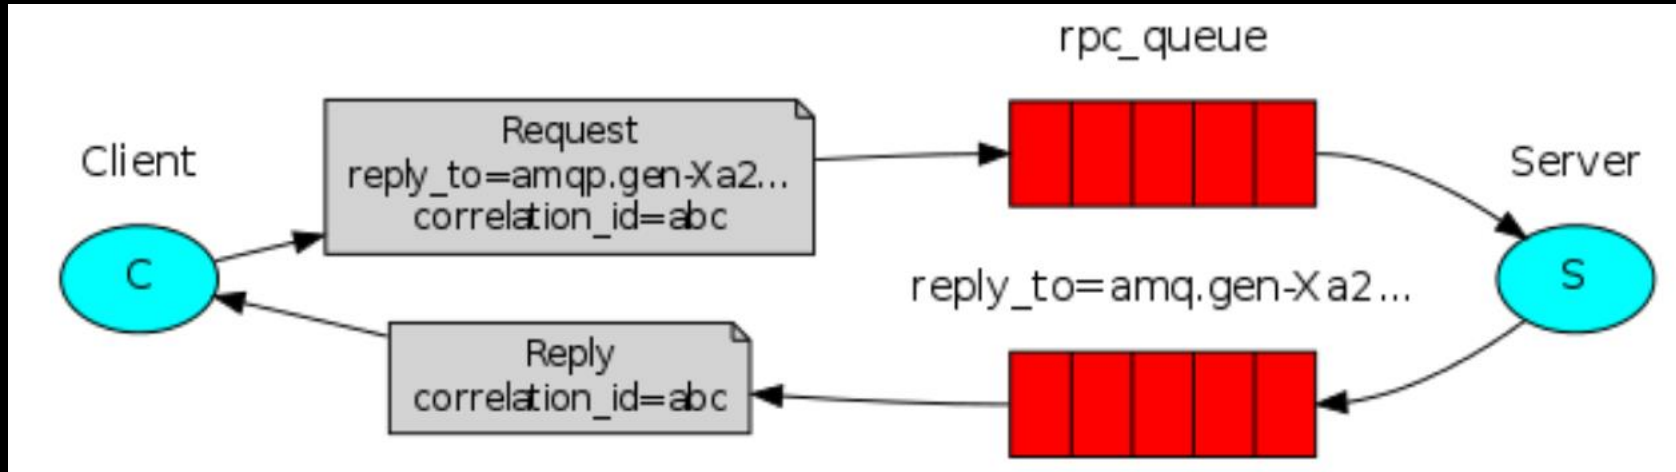 rpc_queue
Client
Request
reply_to=amqp.gen-Xa2...
correlation_id=abc
Server
C
S
reply_to=amq.gen-Xa2...
Reply
correlation_id=abc